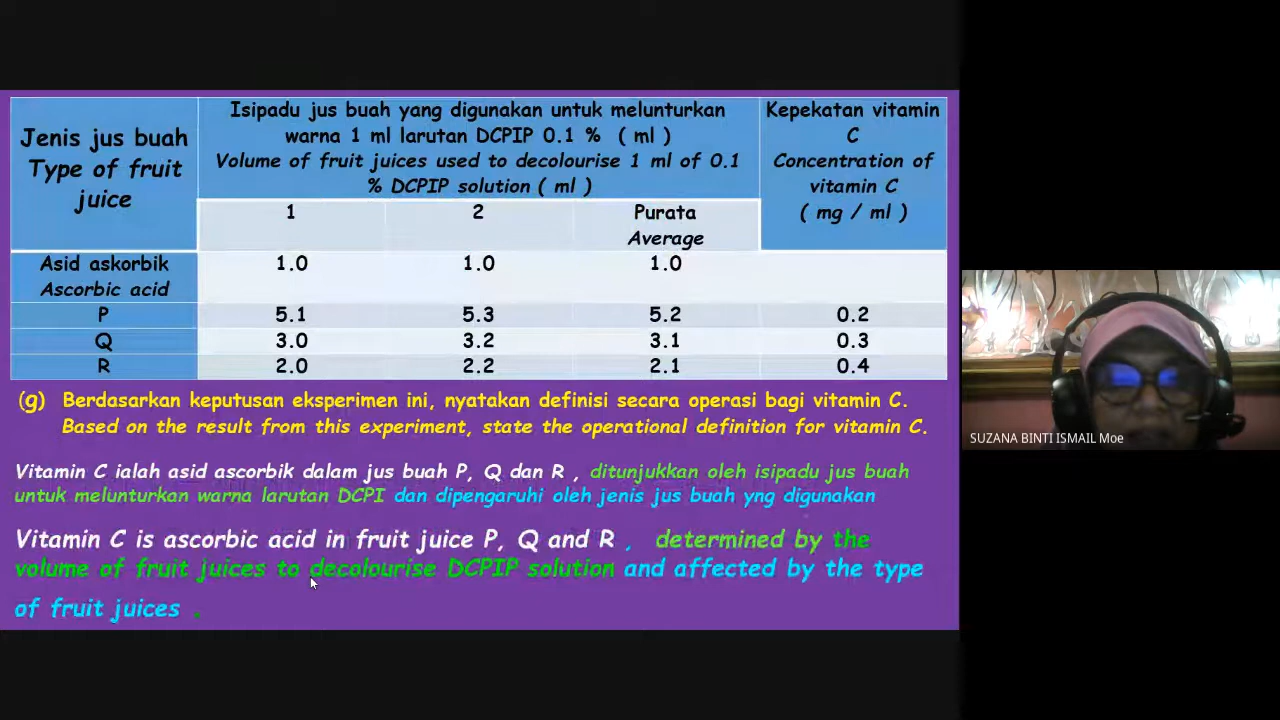 Jenis jus buah
Type of fruit
juice
Isipadu jus buah yang digunakan untuk melunturkan
warna 1 ml larutan DCPIP 0.1 % ( ml )
Volume of fruit juices used to decolourise 1 ml of 0.1
% DCPIP solution ( ml )
Kepekatan vitamin
C
Concentration of
vitamin C
( mg / ml )
1 2 Purata
Average
Asid askorbik 1.0 1.0 1.0
Ascorbic acid
P 5.1 5.3 5.2 0.2
Q 3.0 3.2 3.1 0.3
R 2.0 2.2 2.1 0.4
(g) Berdasarkan keputusan eksperimen ini, nyatakan definisi secara operasi bagi vitamin C.
Based on the result from this experiment, state the operational definition for vitamin C.
Vitamin C ialah asid ascorbik dalam jus buah P, Q dan R , ditunjukkan oleh isipadu jus buah
untuk melunturkan warna larutan DCPI dan dipengaruhi oleh jenis jus buah yng digunakan
Vitamin C is ascorbic acid in fruit juice P, Q and R , determined by the
volume of fruit juices to decolourise DCPIP solution and affected by the type
of fruit juices .
SUZANA BINTI ISMAIL Moe